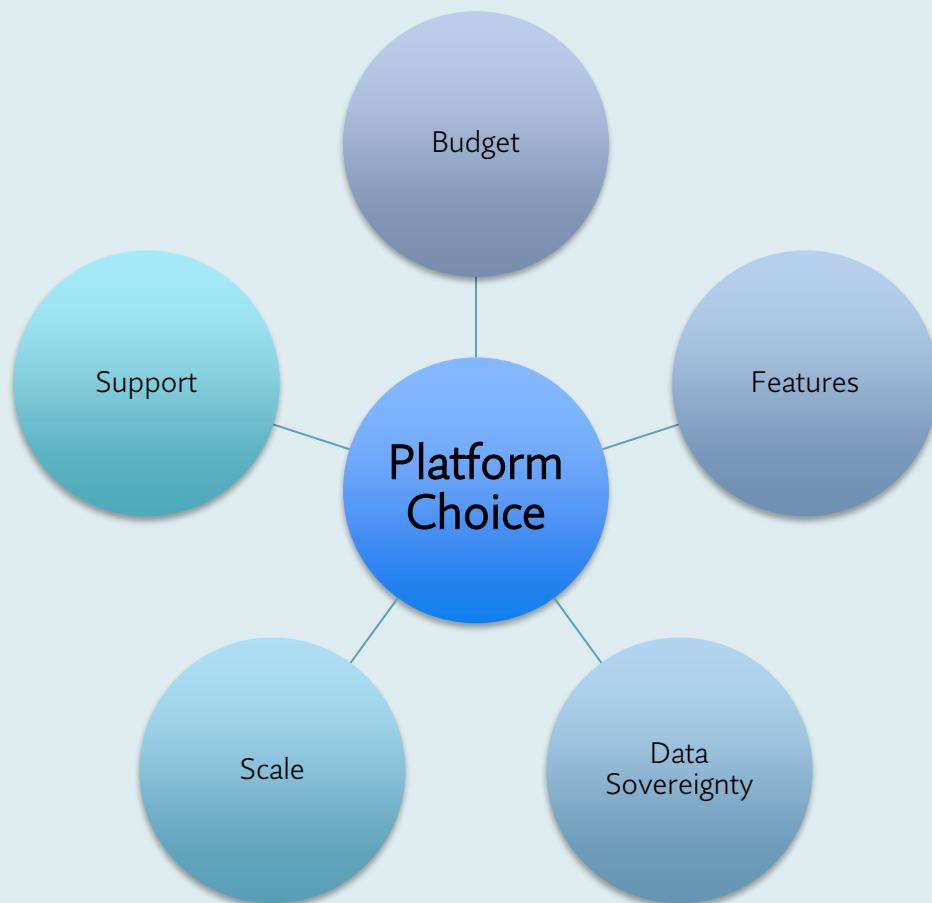 Budget
Support
Features
Platform
Choice
Scale
Data
Sovereignty